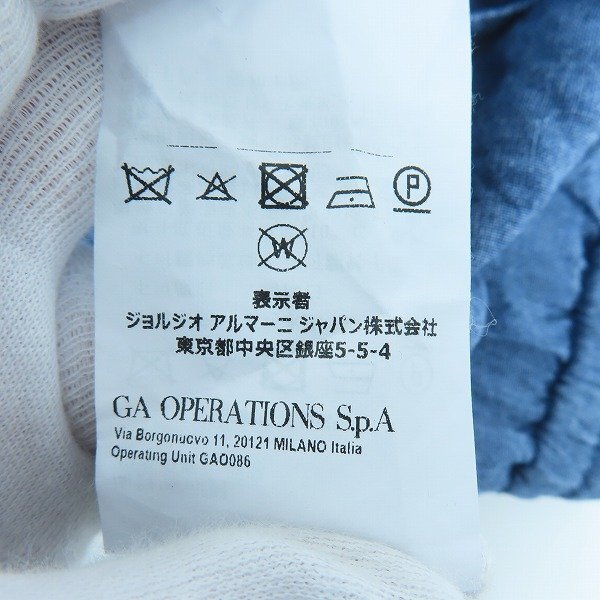 P
W
表示者
ジョルジオ アルマーニ ジャパン株式会社
東京都中央区銀座5-5-4
GA OPERATIONS S.p.A
Via Borgonuovo 11, 20121 MILANO Italia
Operating Unit GAO086